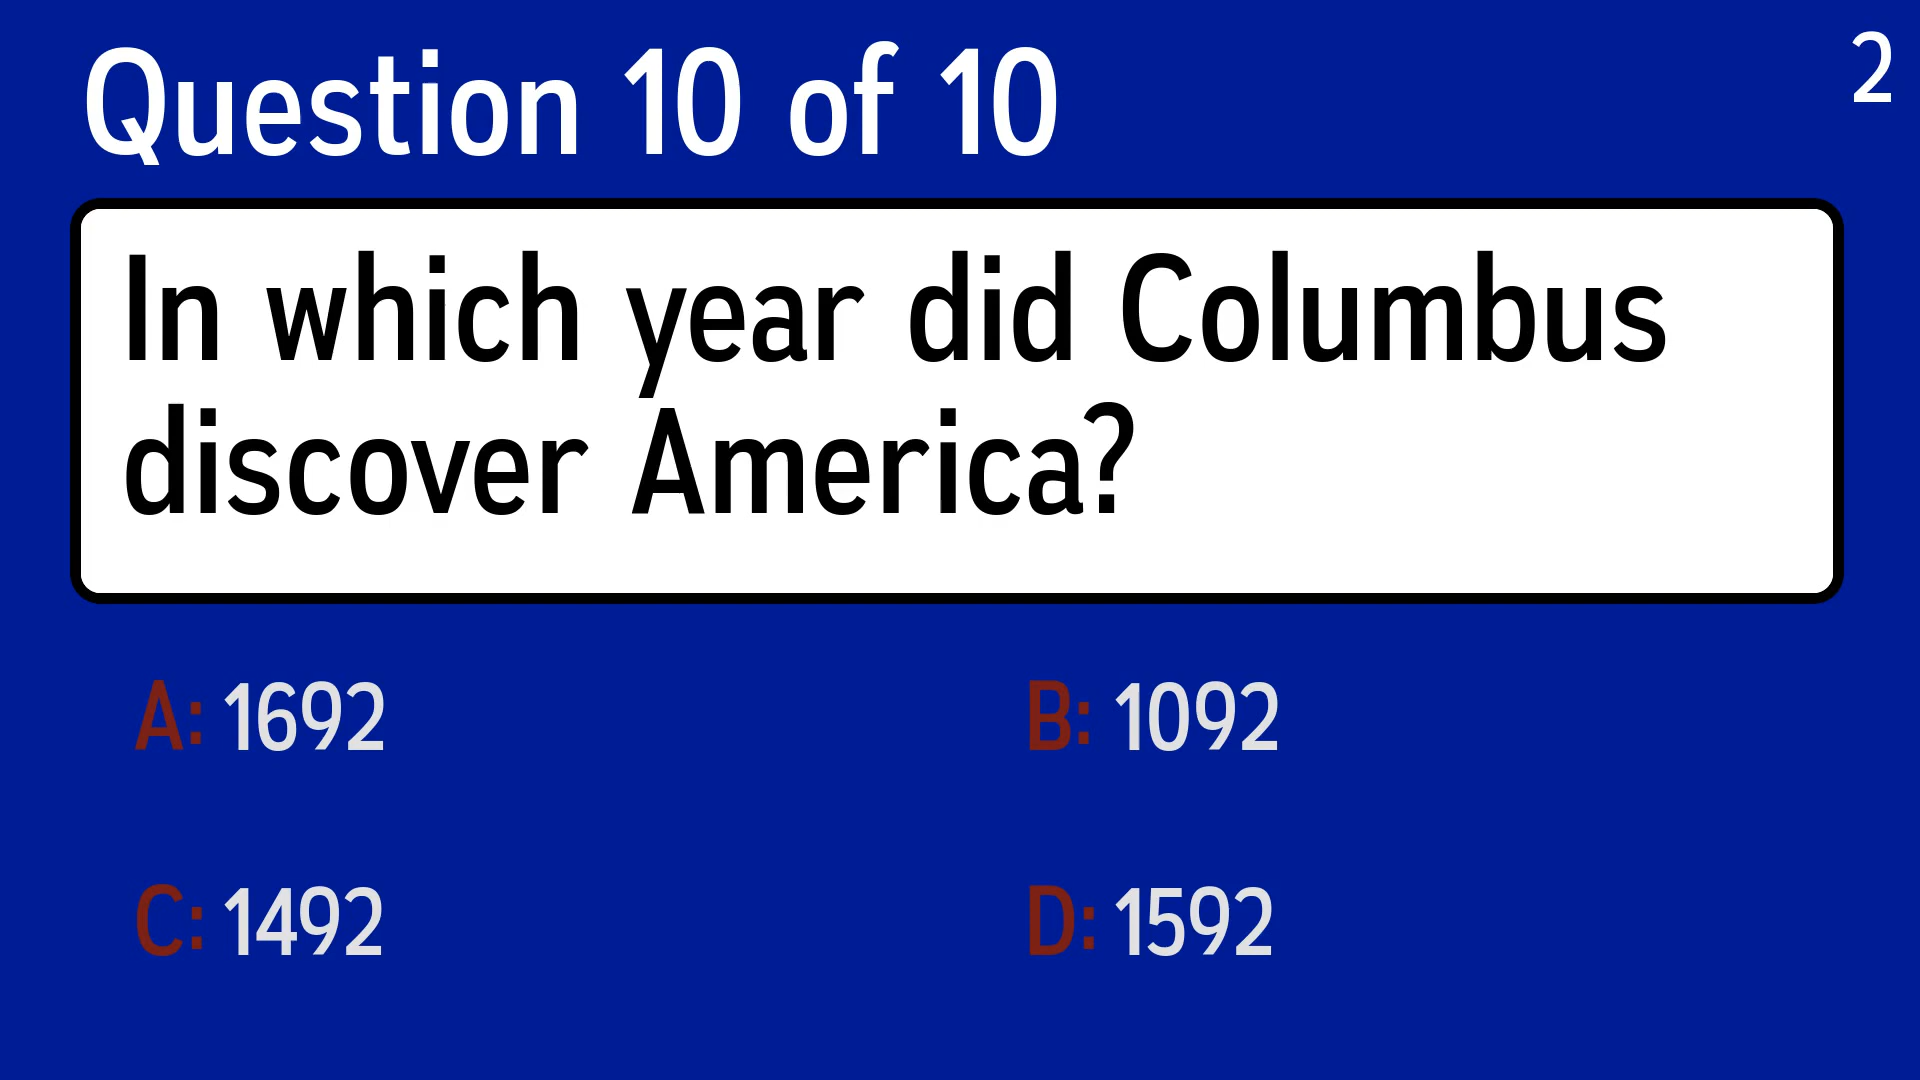 Question 10 of 10
2
In which year did Columbus
discover America?
A: 1692
B: 1092
C: 1492
D: 1592